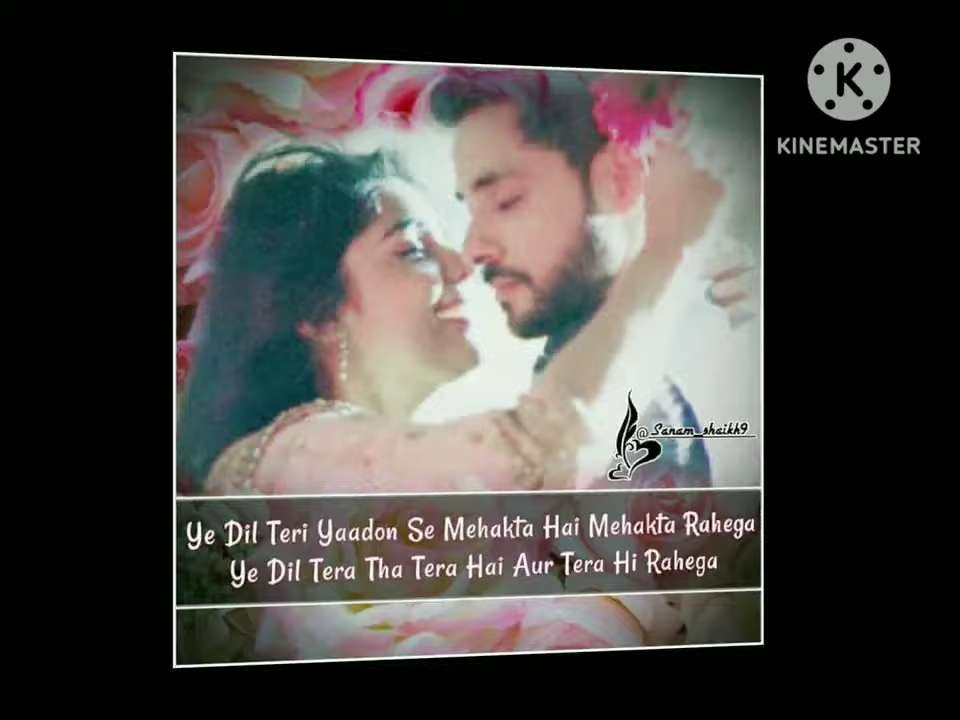 KINEMASTER
@Sanam_shaikh9
Ye Dil Teri Yaadon Se Mehakta Hai Mehakta Rahega
Ye Dil Tera Tha Tera Hai Aur Tera Hi Rahega